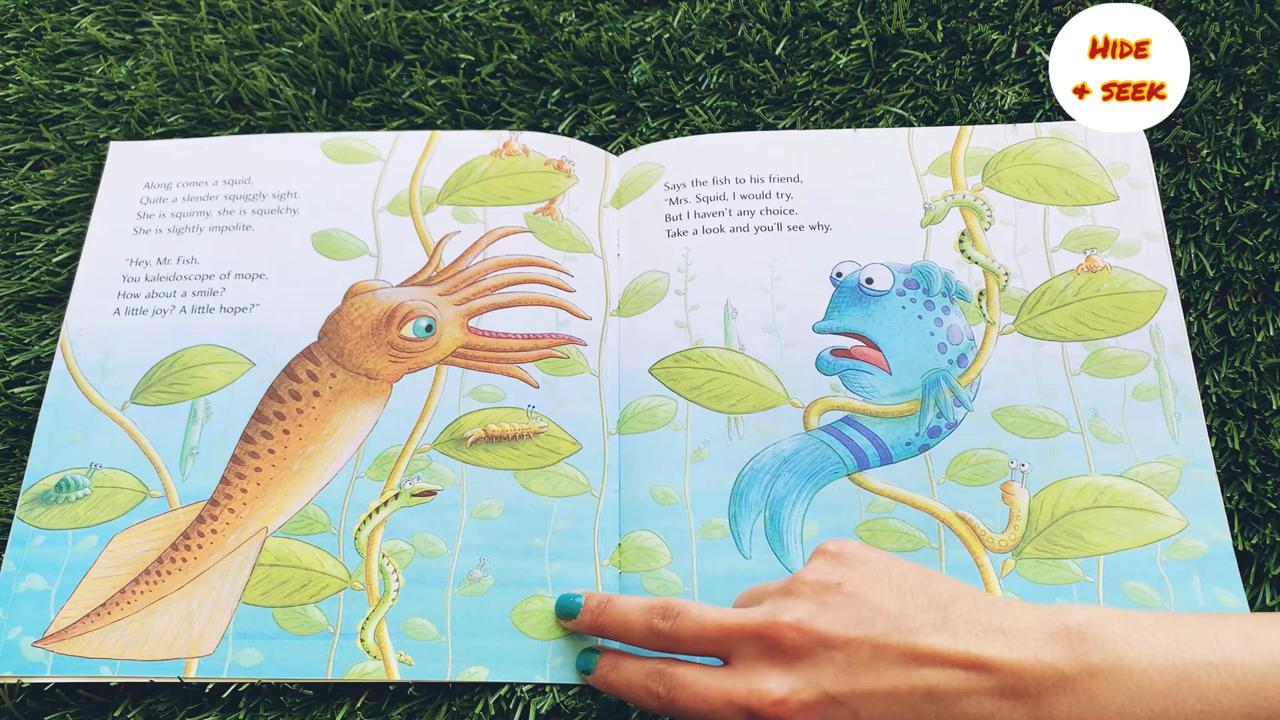 Along comes a squid,
Quite a slender squiggly sight.
She is squirmy, she is squelchy,
She is slightly impolite.
"Hey, Mr. Fish,
You kaleidoscope of mope,
How about a smile?
A little joy? A little hope?"
Says the fish to his friend,
"Mrs. Squid, I would try,
But I haven't any choice.
Take a look and you'll see why.
HIDE
& SEEK